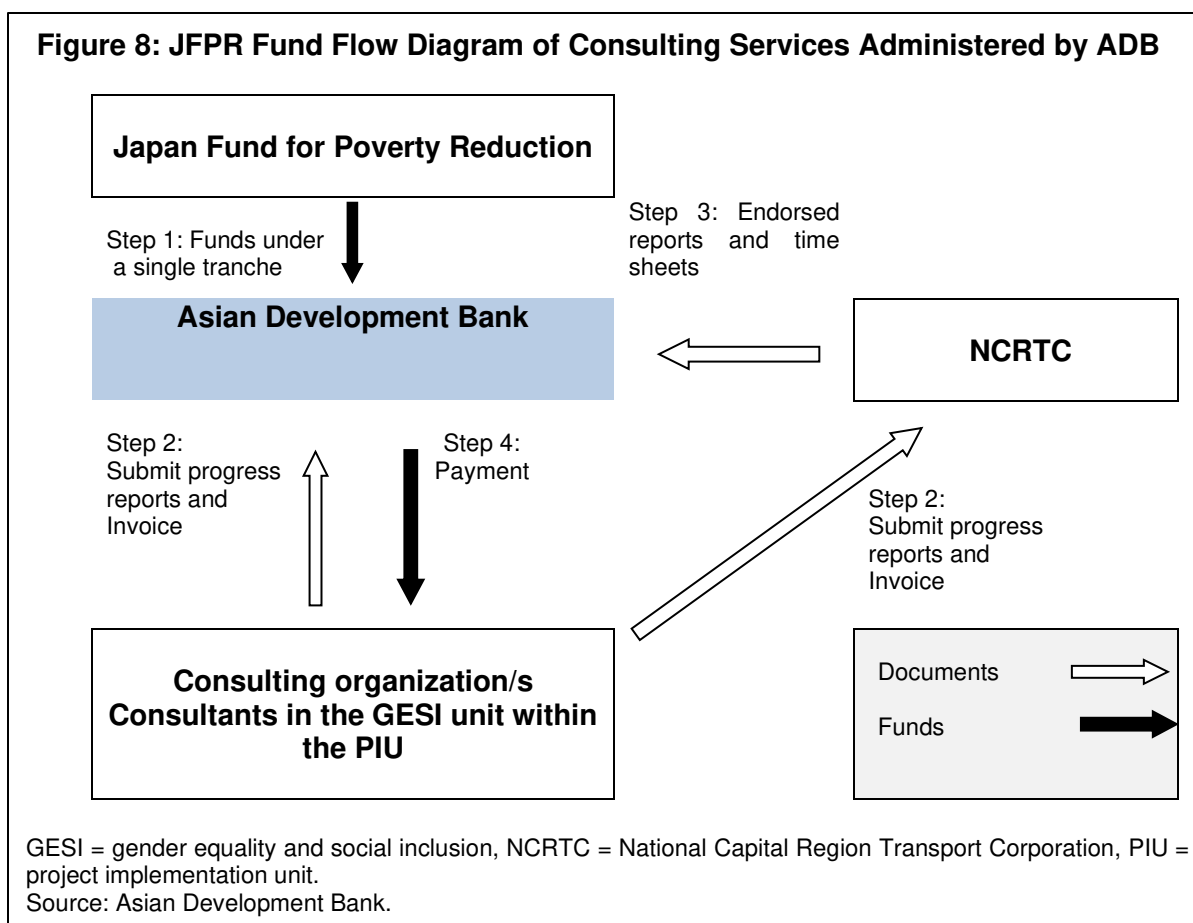 Figure 8: JFPR Fund Flow Diagram of Consulting Services Administered by ADB
Japan Fund for Poverty Reduction
Step 1: Funds under
a single tranche
Step 3: Endorsed
reports and time
sheets
Asian Development Bank
NCRTC
Step 2:
Submit progress
reports and
Invoice
Step 4:
Payment
Step 2:
Submit progress
reports and
Invoice
Consulting organization/s
Consultants in the GESI unit within
the PIU
Documents
Funds
GESI = gender equality and social inclusion, NCRTC = National Capital Region Transport Corporation, PIU =
project implementation unit.
Source: Asian Development Bank.